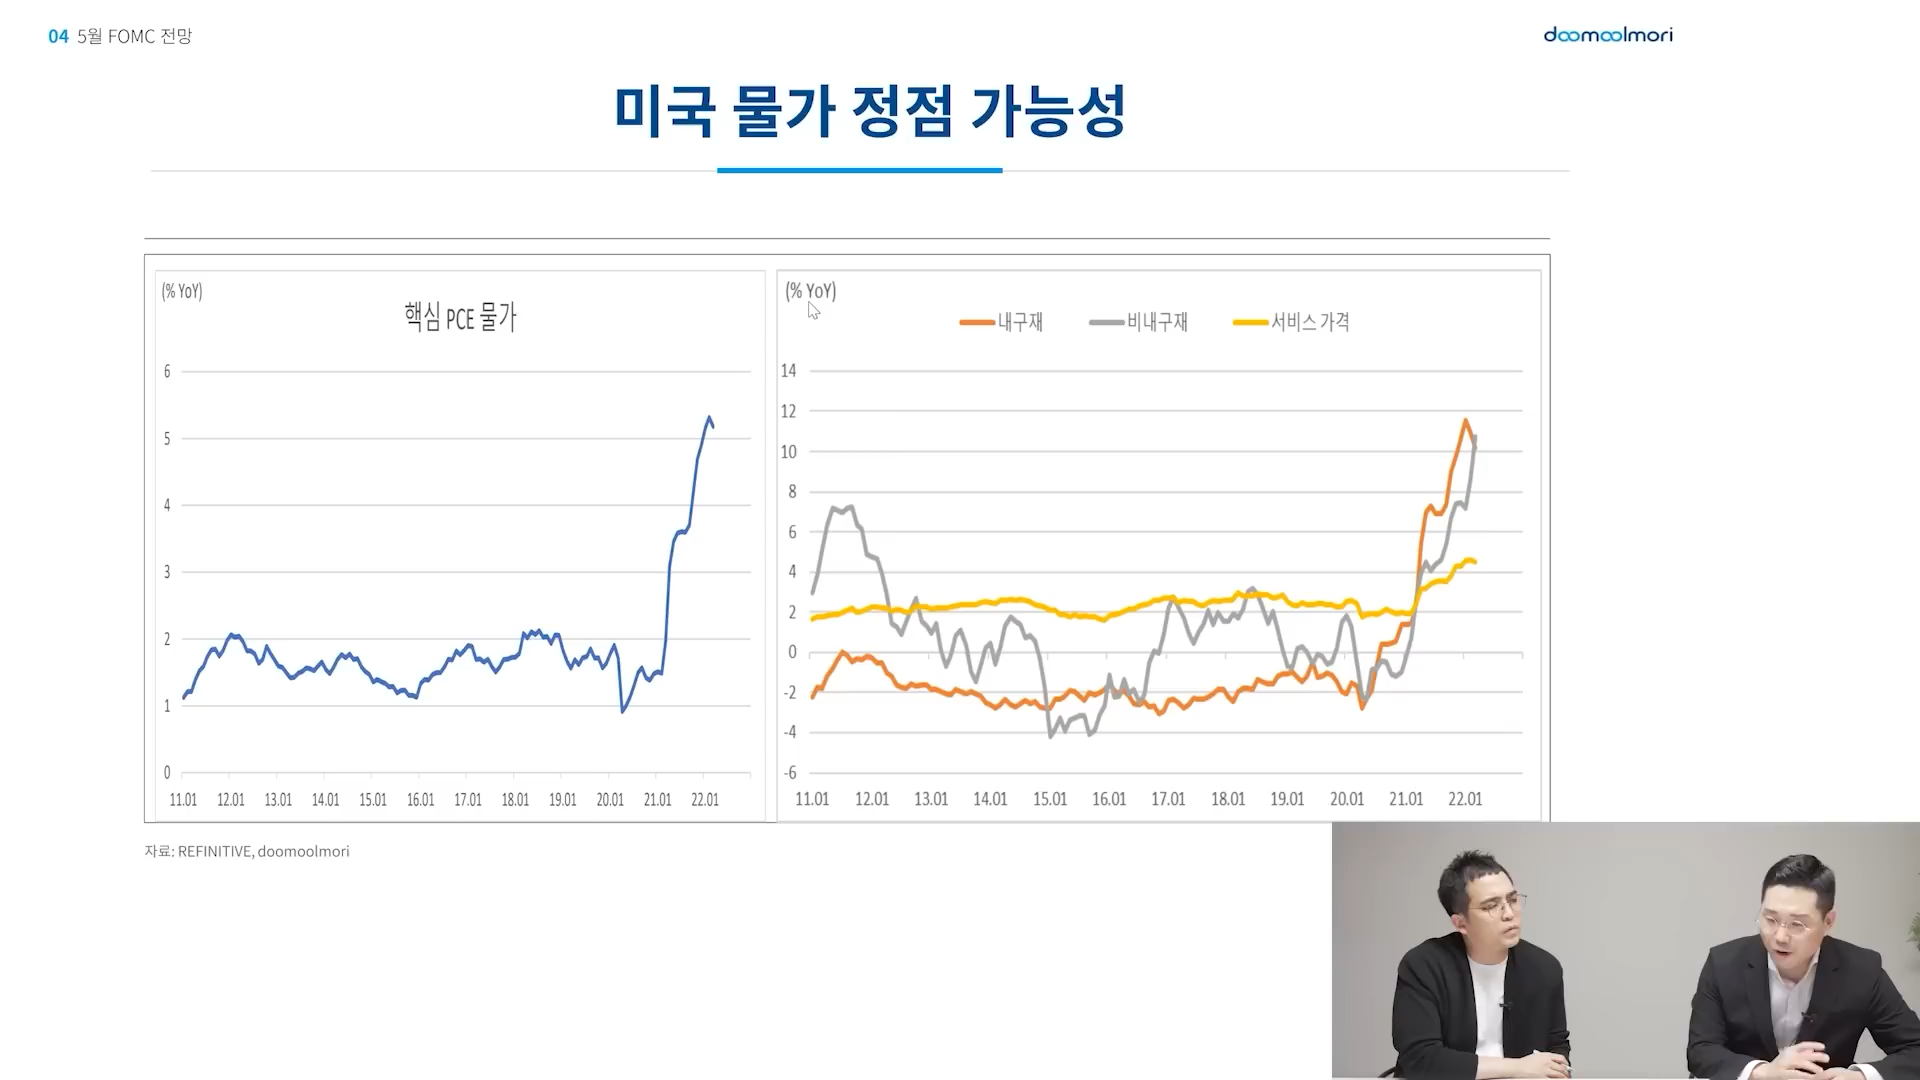 04 5월 FOMC 전망
doomoolmori
미국 물가 정점 가능성
(% YoY)
핵심 PCE 물가
6
5
4
3
2
1
0
11.01 12.01 13.01 14.01 15.01 16.01 17.01 18.01 19.01 20.01 21.01 22.01
(% YoY)
내구재 비내구재 서비스 가격
14
12
10
8
6
4
2
0
-2
-4
-6
11.01 12.01 13.01 14.01 15.01 16.01 17.01 18.01 19.01 20.01 21.01 22.01
자료: REFINITIVE, doomoolmori